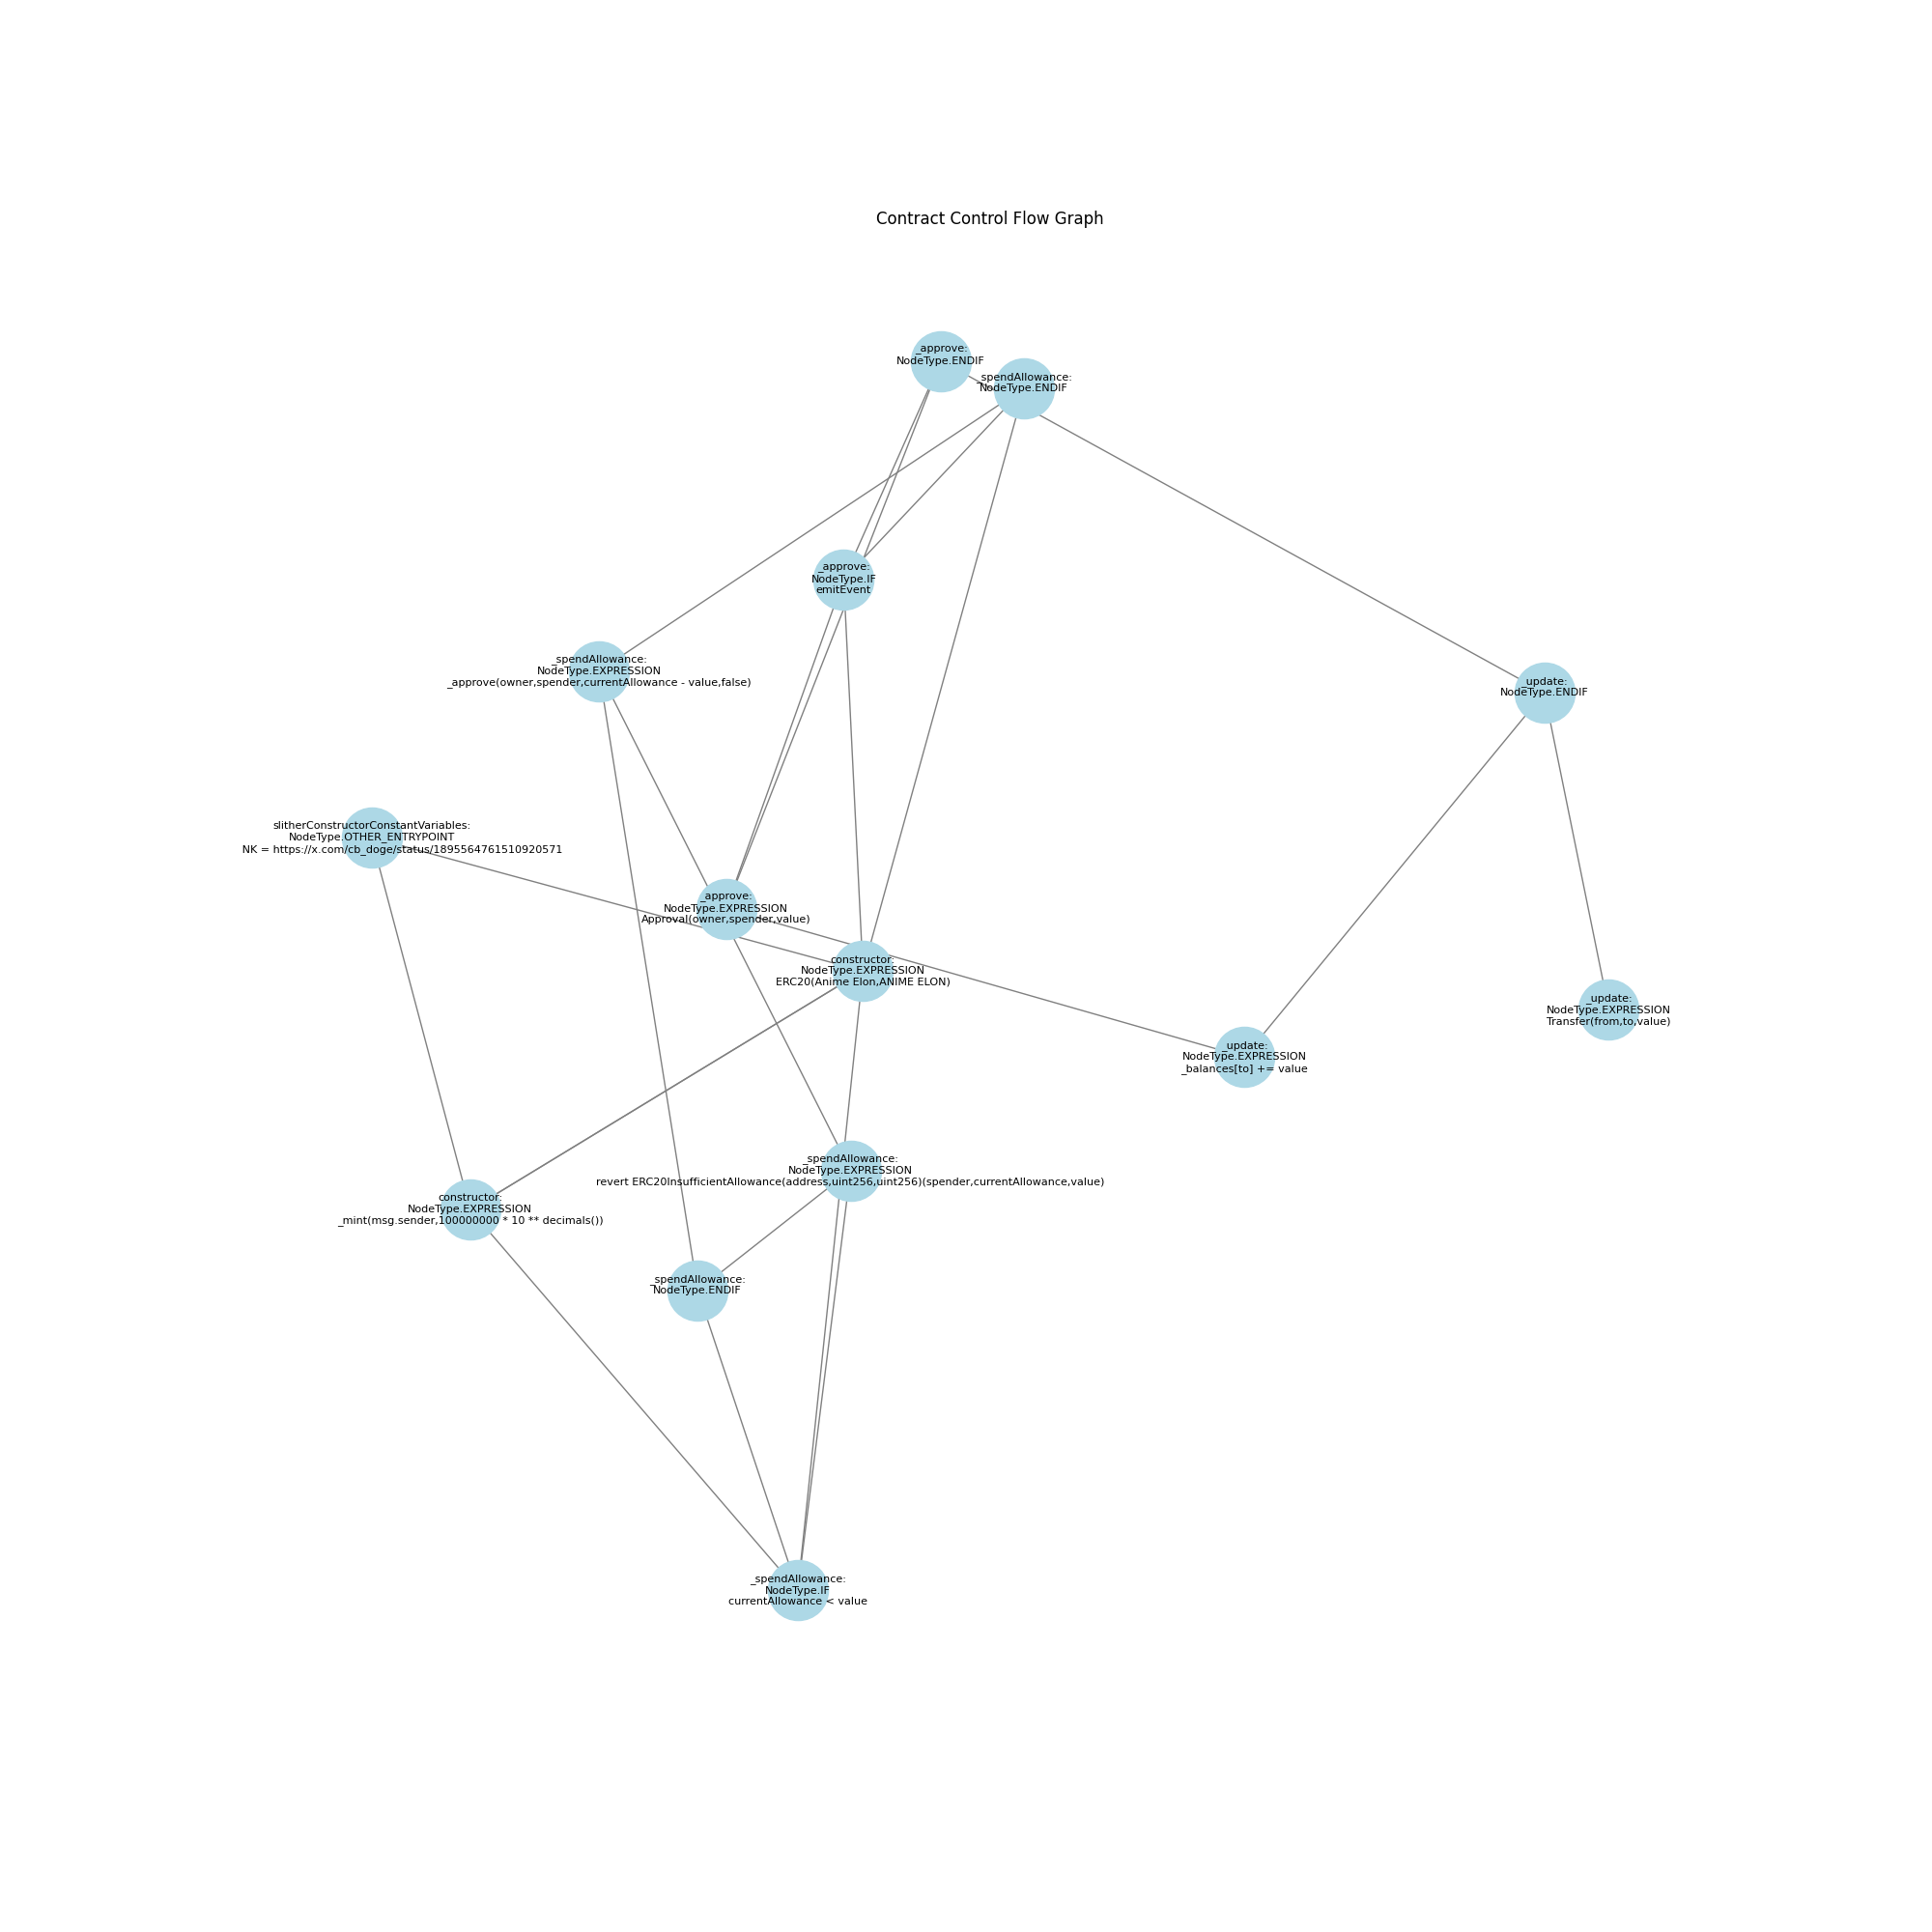 Contract Control Flow Graph
_approve:
NodeType.ENDIF
_spendAllowance:
NodeType.ENDIF
_approve:
NodeType.IF
emitEvent
_spendAllowance:
NodeType.EXPRESSION
_approve(owner,spender,currentAllowance - value,false)
_update:
NodeType.ENDIF
slitherConstructorConstantVariables:
NodeType.OTHER_ENTRYPOINT
NK = https://x.com/cb_doge/status/1895564761510920571
_approve:
NodeType.EXPRESSION
Approval(owner,spender,value)
constructor:
NodeType.EXPRESSION
ERC20(Anime Elon,ANIME ELON)
_update:
NodeType.EXPRESSION
Transfer(from,to,value)
_update:
NodeType.EXPRESSION
_balances[to] += value
_spendAllowance:
NodeType.EXPRESSION
revert ERC20InsufficientAllowance(address,uint256,uint256)(spender,currentAllowance,value)
constructor:
NodeType.EXPRESSION
_mint(msg.sender,100000000 * 10 ** decimals())
_spendAllowance:
NodeType.ENDIF
_spendAllowance:
NodeType.IF
currentAllowance < value